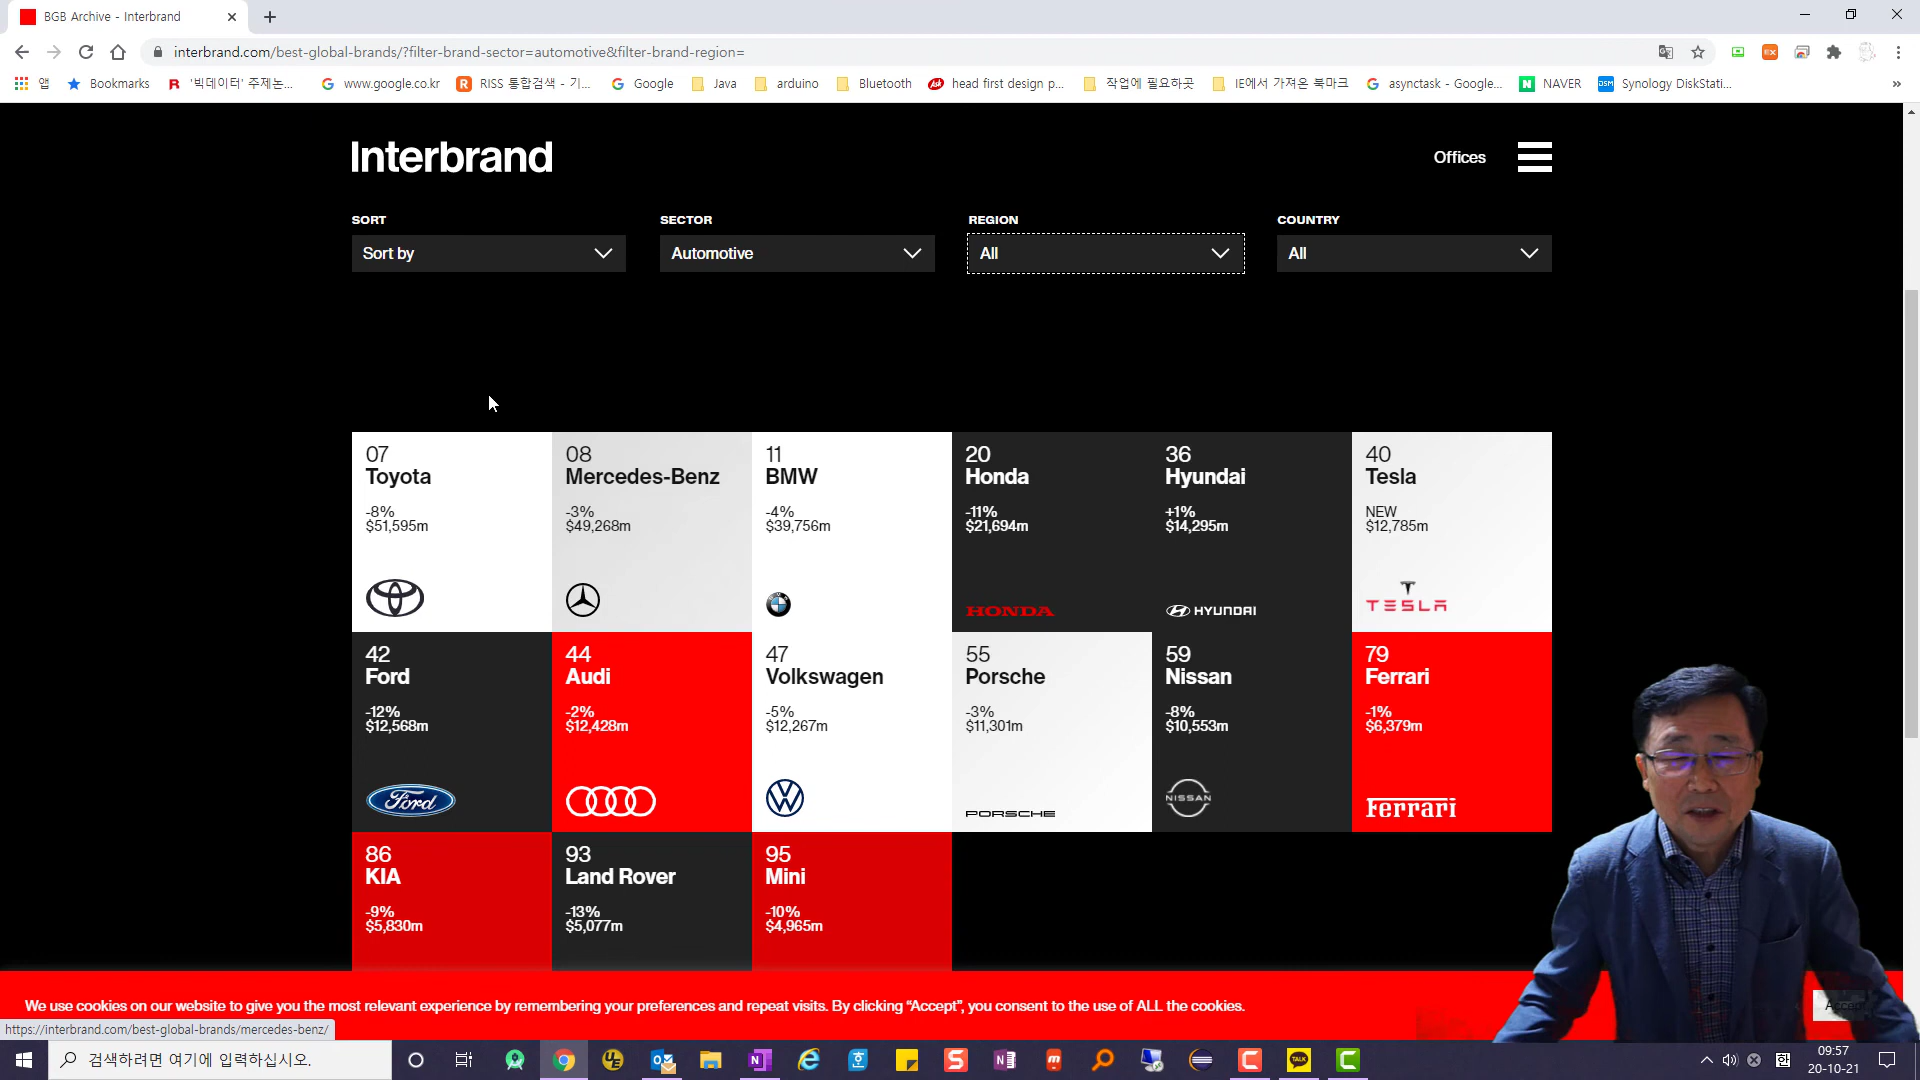 BGB Archive - Interbrand
interbrand.com/best-global-brands/?filter-brand-sector=automotive&filter-brand-region=
앱 Bookmarks '빅데이터' 주제논... www.google.co.kr RISS 통합검색 - 기... Google Java arduino Bluetooth head first design p... 작업에 필요하곳 IE에서 가져온 북마크 asynctask - Google... NAVER Synology DiskStati... »
Interbrand
Offices
SORT SECTOR REGION COUNTRY
Sort by Automotive All All
07
Toyota
-8%
$51,595m
08
Mercedes-Benz
-3%
$49,268m
11
BMW
-4%
$39,756m
20
Honda
-11%
$21,694m
HONDA
36
Hyundai
+1%
$14,295m
HYUNDAI
40
Tesla
NEW
$12,785m
TESLA
42
Ford
-12%
$12,568m
Ford
44
Audi
-2%
$12,428m
47
Volkswagen
-5%
$12,267m
55
Porsche
-3%
$11,301m
PORSCHE
59
Nissan
-8%
$10,553m
NISSAN
79
Ferrari
-1%
$6,379m
Ferrari
86
KIA
-9%
$5,830m
93
Land Rover
-13%
$5,077m
95
Mini
-10%
$4,965m
We use cookies on our website to give you the most relevant experience by remembering your preferences and repeat visits. By clicking “Accept”, you consent to the use of ALL the cookies.
https://interbrand.com/best-global-brands/mercedes-benz/
검색하려면 여기에 입력하십시오.
한
09:57
20-10-21